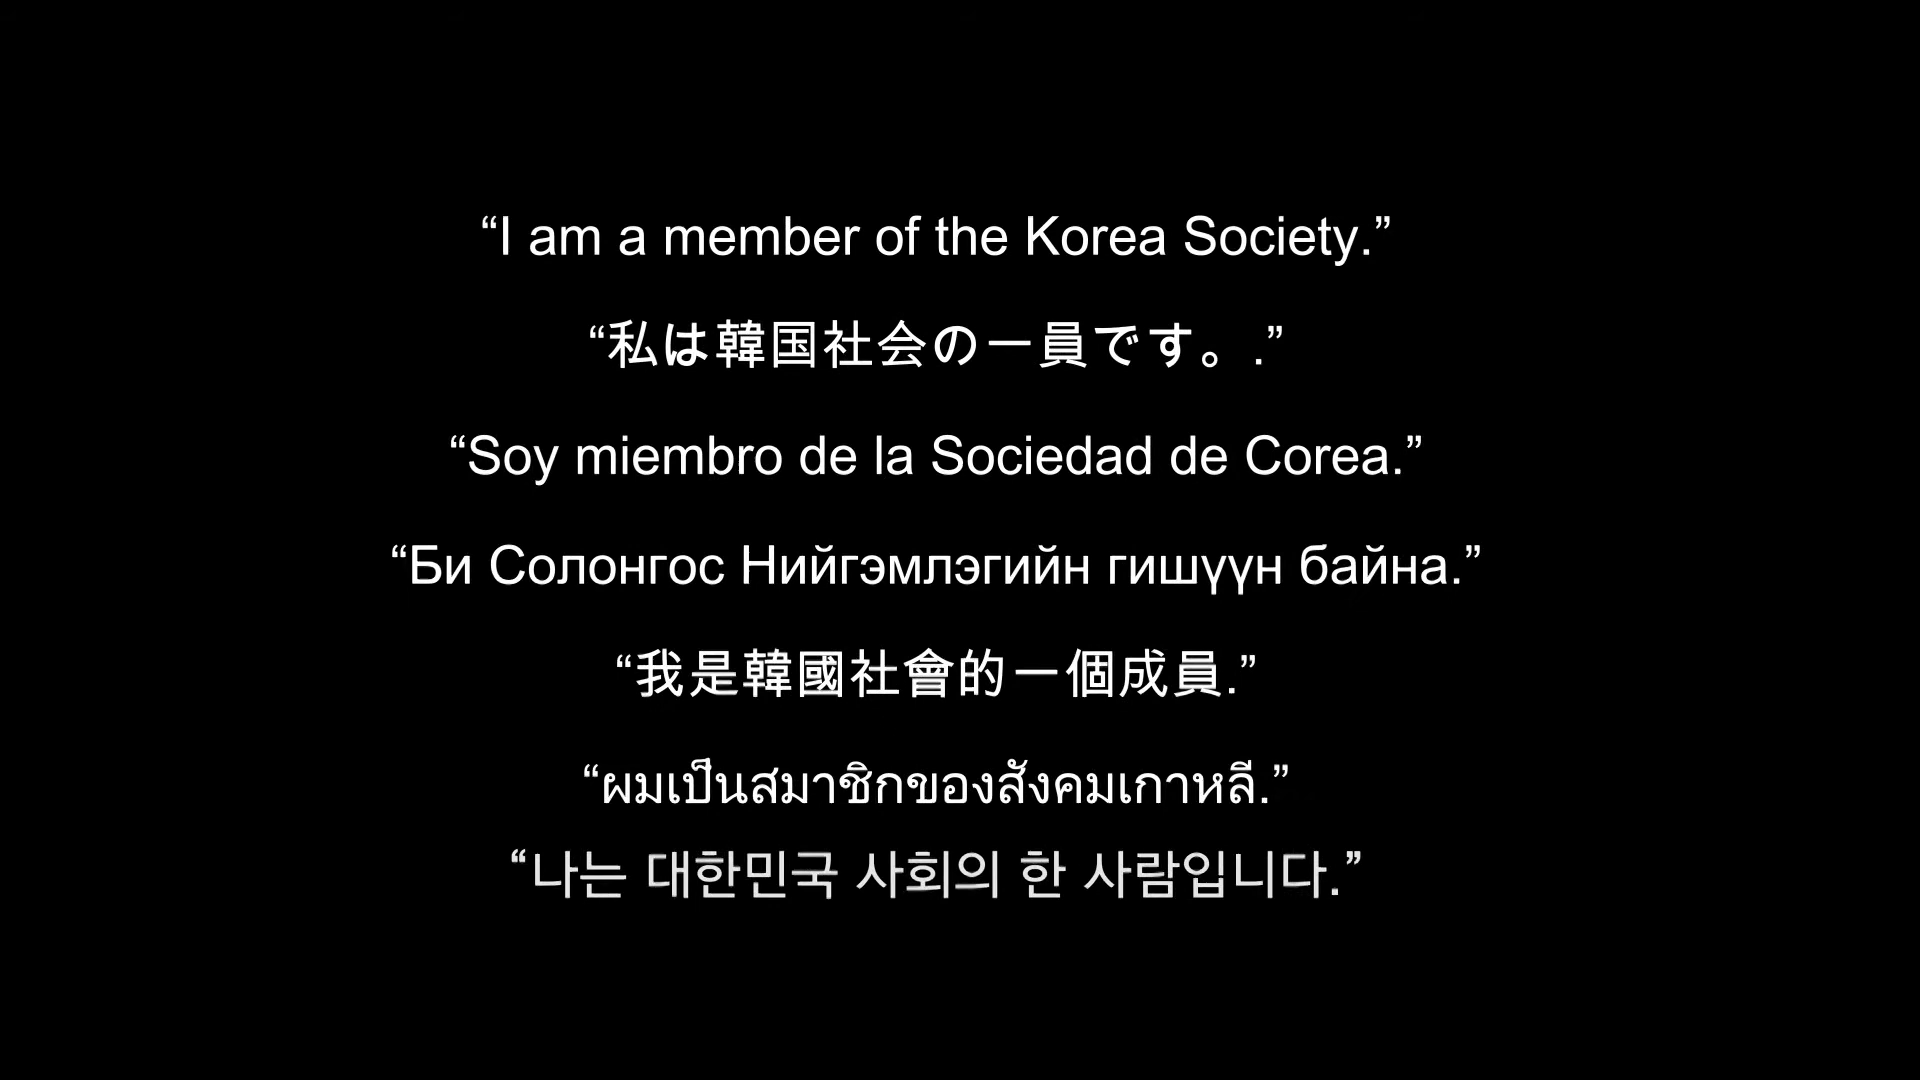 “I am a member of the Korea Society.”
“私は韓国社会の一員です。.”
“Soy miembro de la Sociedad de Corea.”
“Би Солонгос Нийгэмлэгийн гишүүн байна.”
“我是韓國社會的一個成員.”
“ผมเป็นสมาชิกของสังคมเกาหลี.”
“나는 대한민국 사회의 한 사람입니다.”